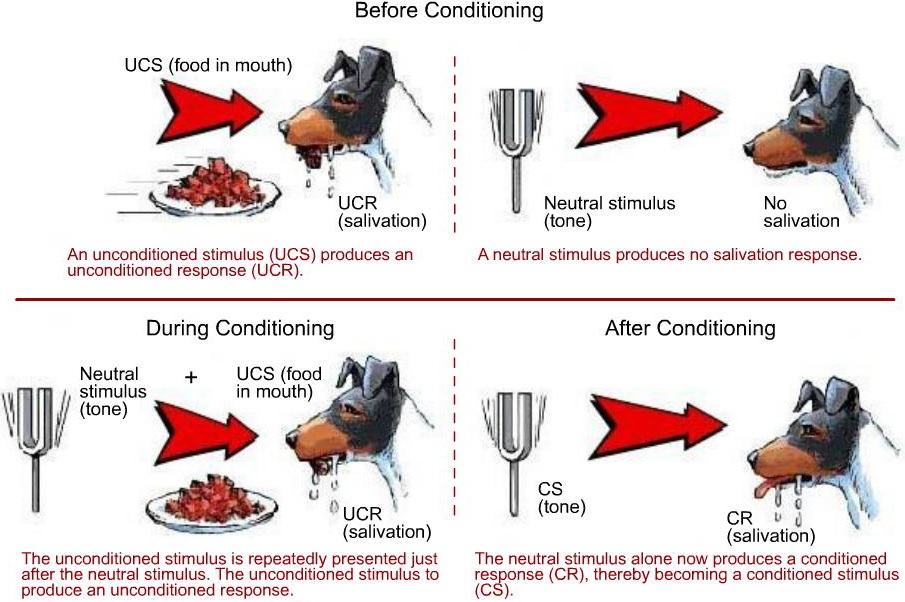 Before Conditioning
UCS (food in mouth)
UCR
(salivation)
An unconditioned stimulus (UCS) produces an
unconditioned response (UCR).
Neutral stimulus
(tone)
No
salivation
A neutral stimulus produces no salivation response.
During Conditioning
Neutral
stimulus
(tone)
+
UCS (food
in mouth)
UCR
(salivation)
The unconditioned stimulus is repeatedly presented just
after the neutral stimulus. The unconditioned stimulus to
produce an unconditioned response.
After Conditioning
CS
(tone)
CR
(salivation)
The neutral stimulus alone now produces a conditioned
response (CR), thereby becoming a conditioned stimulus
(CS).